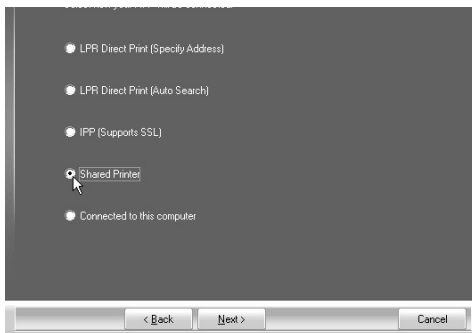 LPR Direct Print (Specify Address)
LPR Direct Print (Auto Search)
IPP (Supports SSL)
Shared Printer
Connected to this computer
< Back
Next >
Cancel